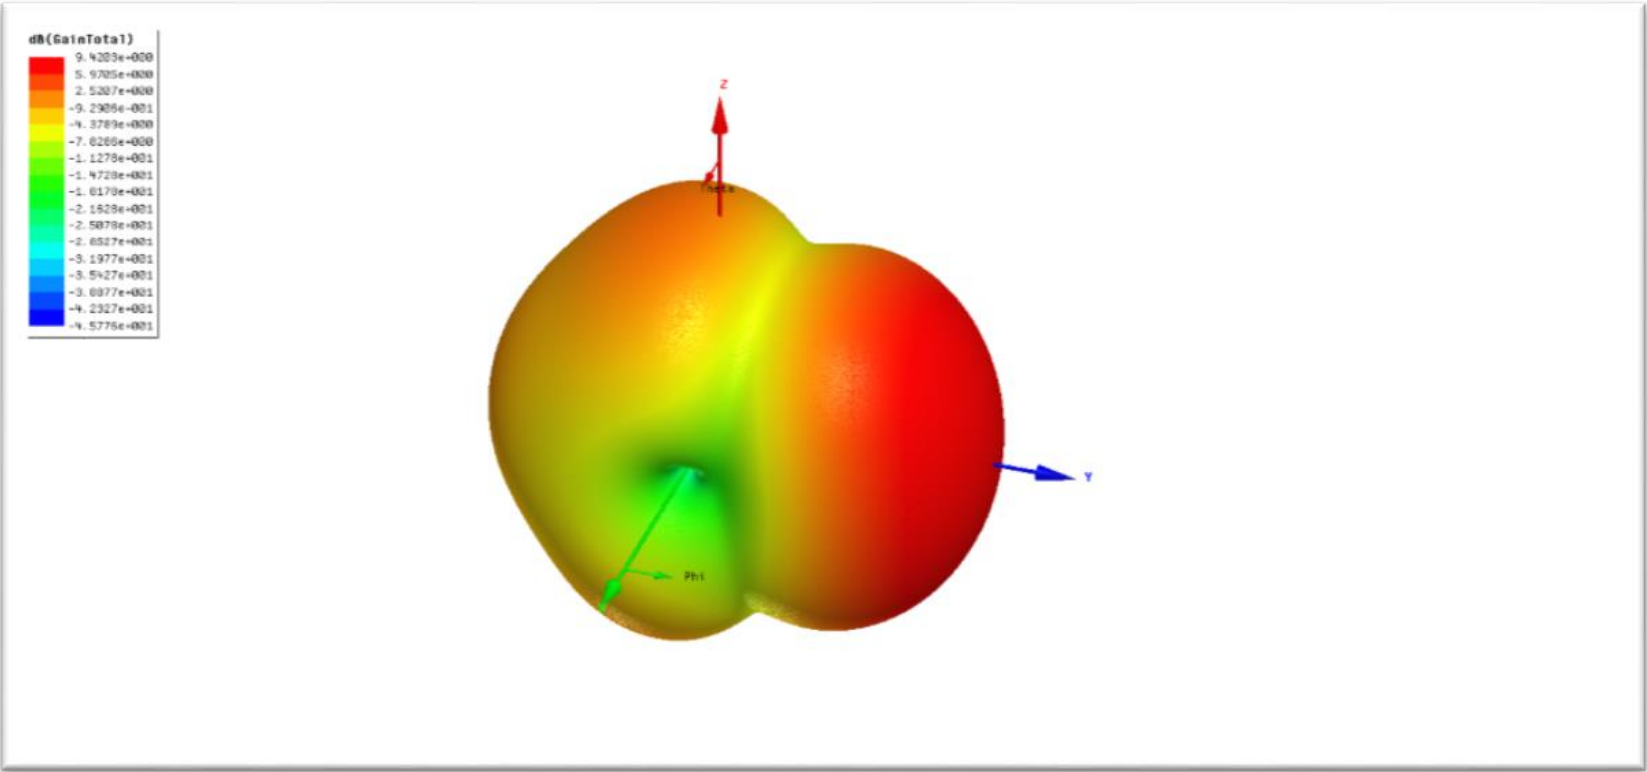 dB(GainTotal)
9.4203e+000
5.9705e+000
2.5207e+000
-9.2906e-001
-4.3789e+000
-7.8286e+000
-1.1278e+001
-1.4728e+001
-1.8178e+001
-2.1628e+001
-2.5078e+001
-2.8527e+001
-3.1977e+001
-3.5427e+001
-3.8877e+001
-4.2327e+001
-4.5776e+001
Z
Theta
Y
Phi